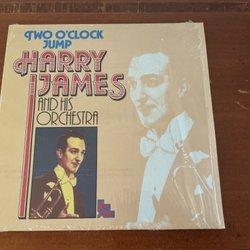 TWO O'CLOCK
JUMP
HARRY
JAMES
AND HIS
ORCHESTRA